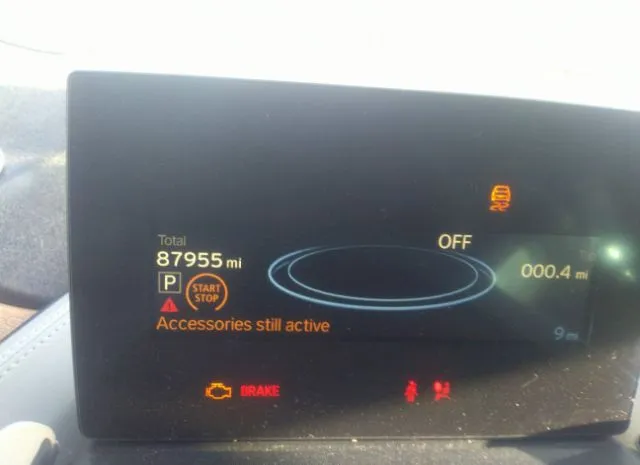 OFF
Total
87955 mi
000.4 mi
P
START
STOP
Accessories still active
9 mi
BRAKE